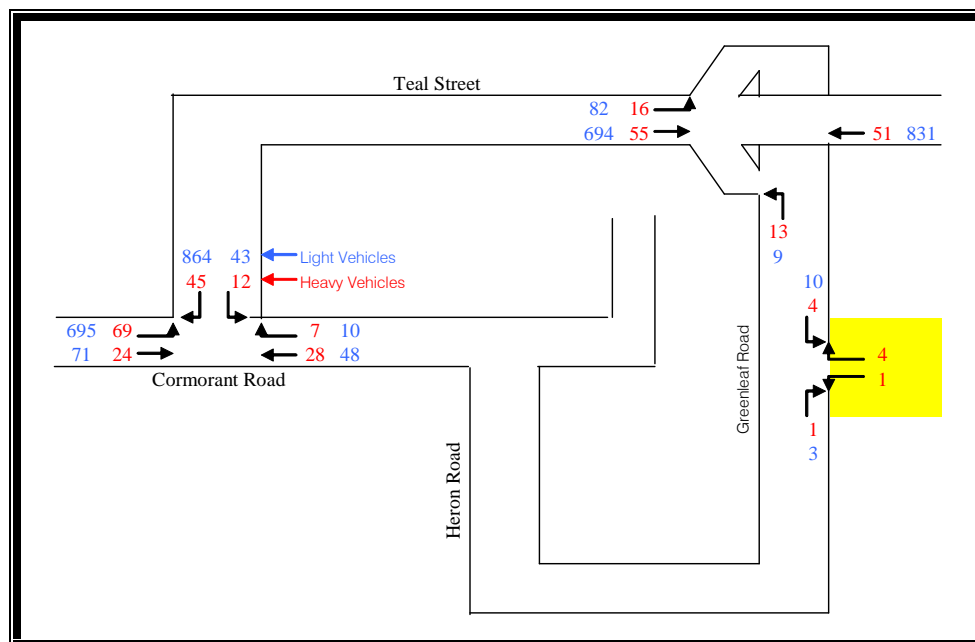 Teal Street
82 16
694 55
51 831
13
9
864 43 Light Vehicles
45 12 Heavy Vehicles
10
4
695 69
71 24
7 10
28 48
4
1
Cormorant Road
Greenleaf Road
1
3
Heron Road